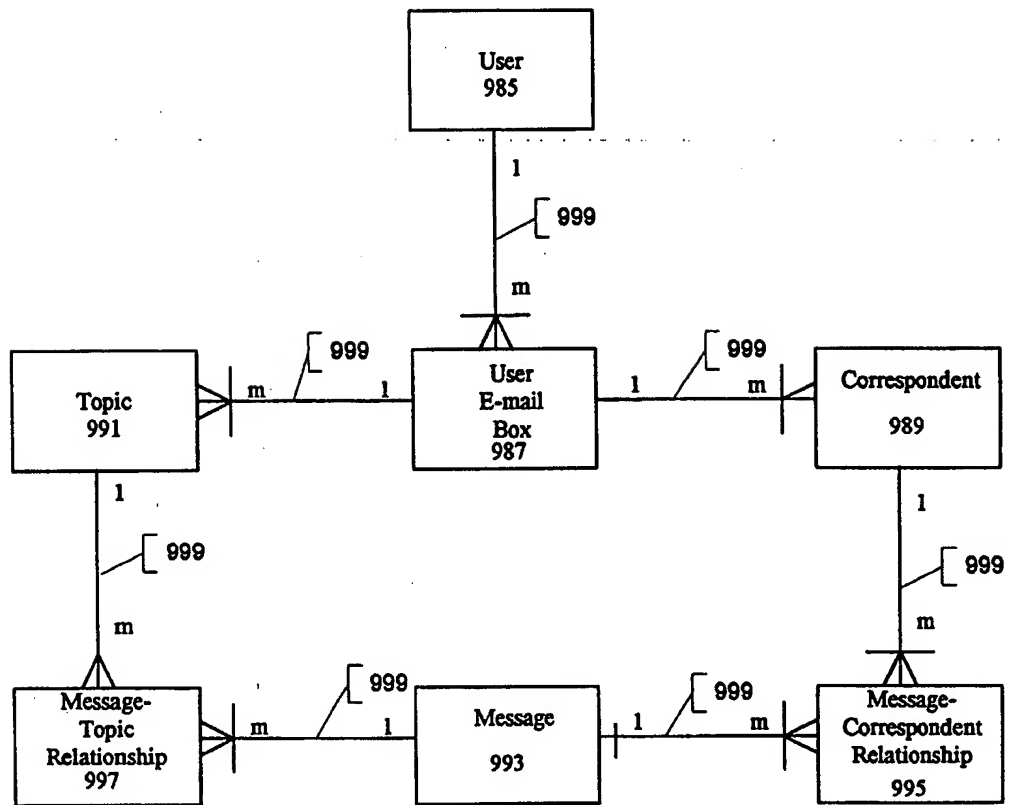 User
985
1
999
m
999
m
1
User
E-mail
Box
987
999
1
m
Topic
991
Correspondent
989
1
999
m
1
999
m
Message-
Topic
Relationship
997
999
m
1
Message
993
999
1
m
Message-
Correspondent
Relationship
995